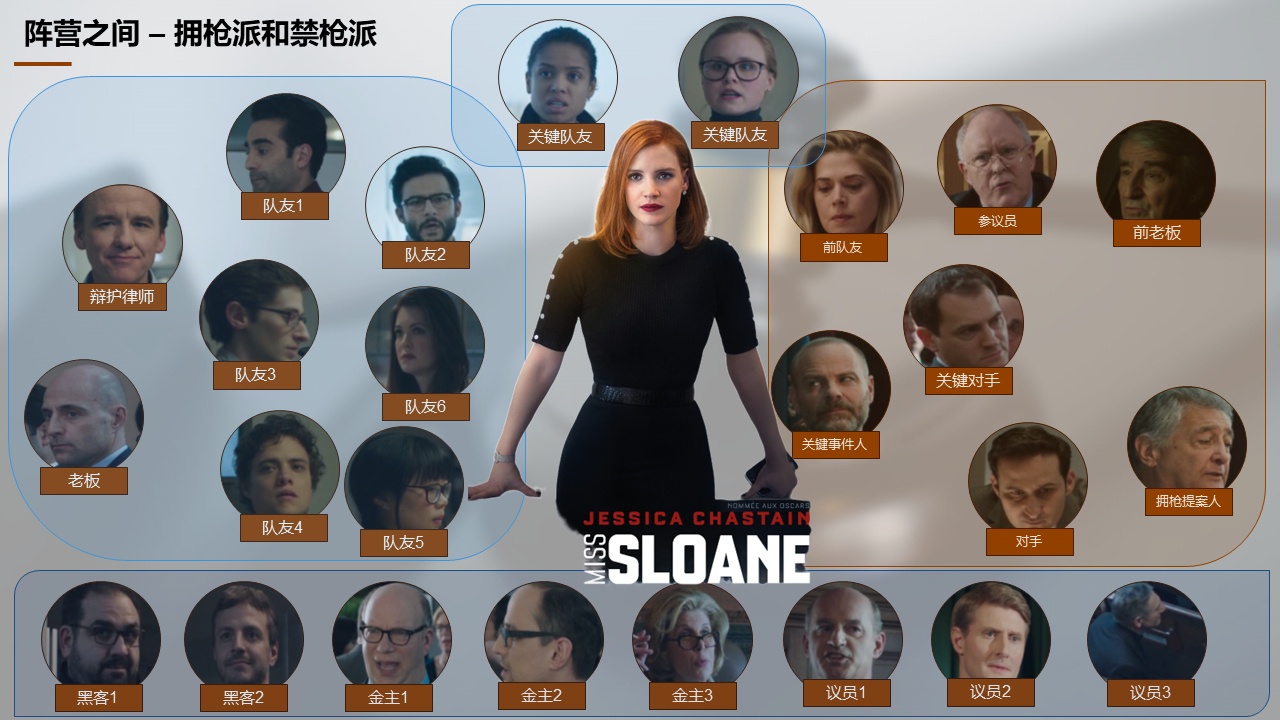 阵营之间 – 拥枪派和禁枪派
关键队友
关键队友
队友1
队友2
辩护律师
队友3
队友6
老板
队友4
队友5
前队友
参议员
前老板
关键对手
关键事件人
拥枪提案人
对手
NOMMÉE AUX OSCARS
JESSICA CHASTAIN
MISS SLOANE
黑客1
黑客2
金主1
金主2
金主3
议员1
议员2
议员3